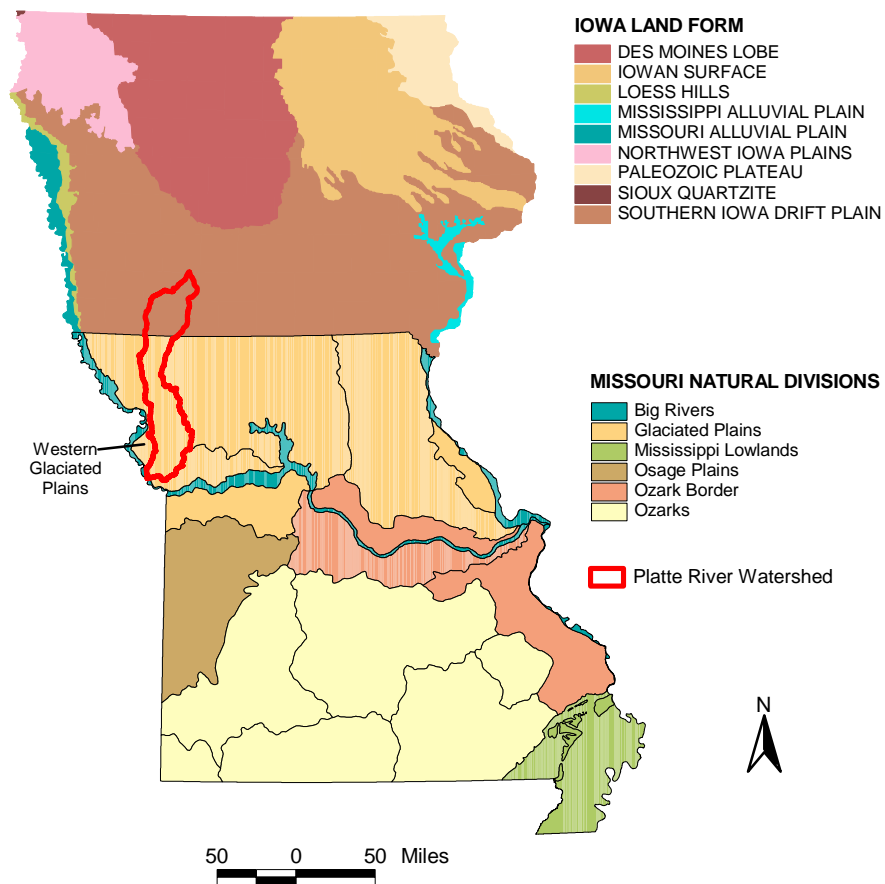 IOWA LAND FORM
DES MOINES LOBE
IOWAN SURFACE
LOESS HILLS
MISSISSIPPI ALLUVIAL PLAIN
MISSOURI ALLUVIAL PLAIN
NORTHWEST IOWA PLAINS
PALEOZOIC PLATEAU
SIOUX QUARTZITE
SOUTHERN IOWA DRIFT PLAIN
MISSOURI NATURAL DIVISIONS
Big Rivers
Glaciated Plains
Mississippi Lowlands
Osage Plains
Ozark Border
Ozarks
Platte River Watershed
Western
Glaciated
Plains
N
50 0 50 Miles